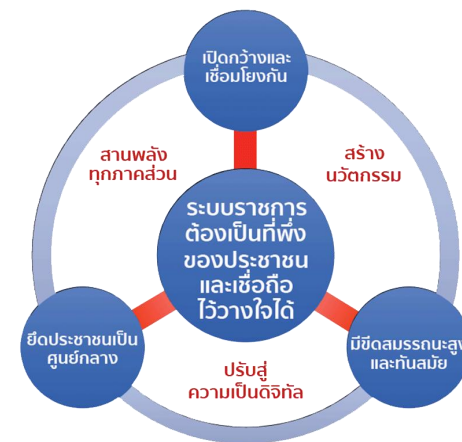 เปิดกว้างและ
เชื่อมโยงกัน
สานพลัง
ทุกภาคส่วน
สร้าง
นวัตกรรม
ระบบราชการ
ต้องเป็นที่พึ่ง
ของประชาชน
และเชื่อถือ
ไว้วางใจได้
ยึดประชาชนเป็น
ศูนย์กลาง
มีขีดสมรรถนะสูง
และทันสมัย
ปรับสู่
ความเป็นดิจิทัล